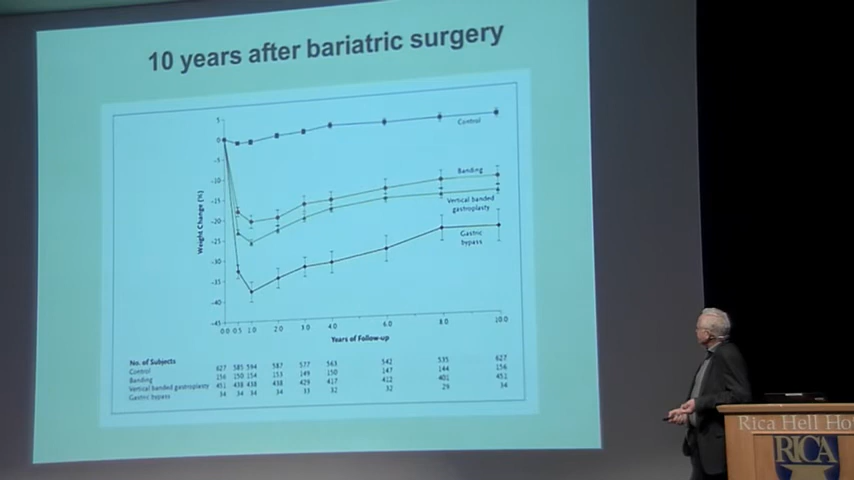 10 years after bariatric surgery
5
0
-5
-10
-15
-20
-25
-30
-35
-40
-45
Weight Change (%)
Control
Banding
Vertical banded
gastroplasty
Gastric
bypass
0.0 0.5 1.0 2.0 3.0 4.0 6.0 8.0 10.0
Years of Follow-up
No. of Subjects
Control 627 585 594 587 577 563 542 535 627
Banding 156 150 154 153 149 150 147 144 156
Vertical banded gastroplasty 451 438 438 438 429 417 412 401 451
Gastric bypass 34 34 34 34 33 32 32 29 34
Rica Hell Ho
RICA